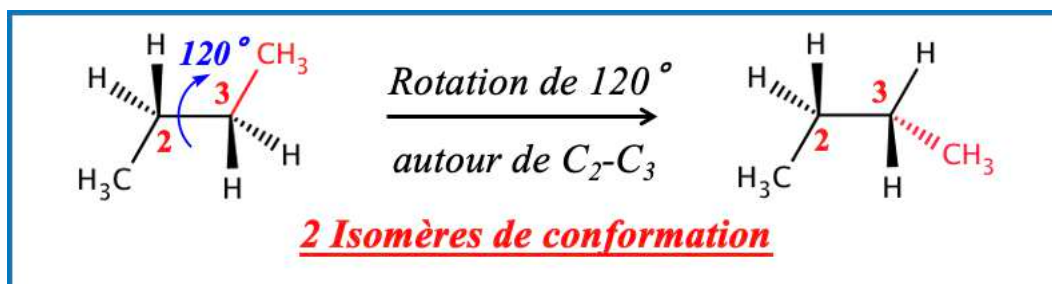 H 120° CH₃
H 3
2 H
H₃C H
Rotation de 120°
autour de C₂-C₃
H H
H 3
2 CH₃
H₃C H
2 Isomères de conformation